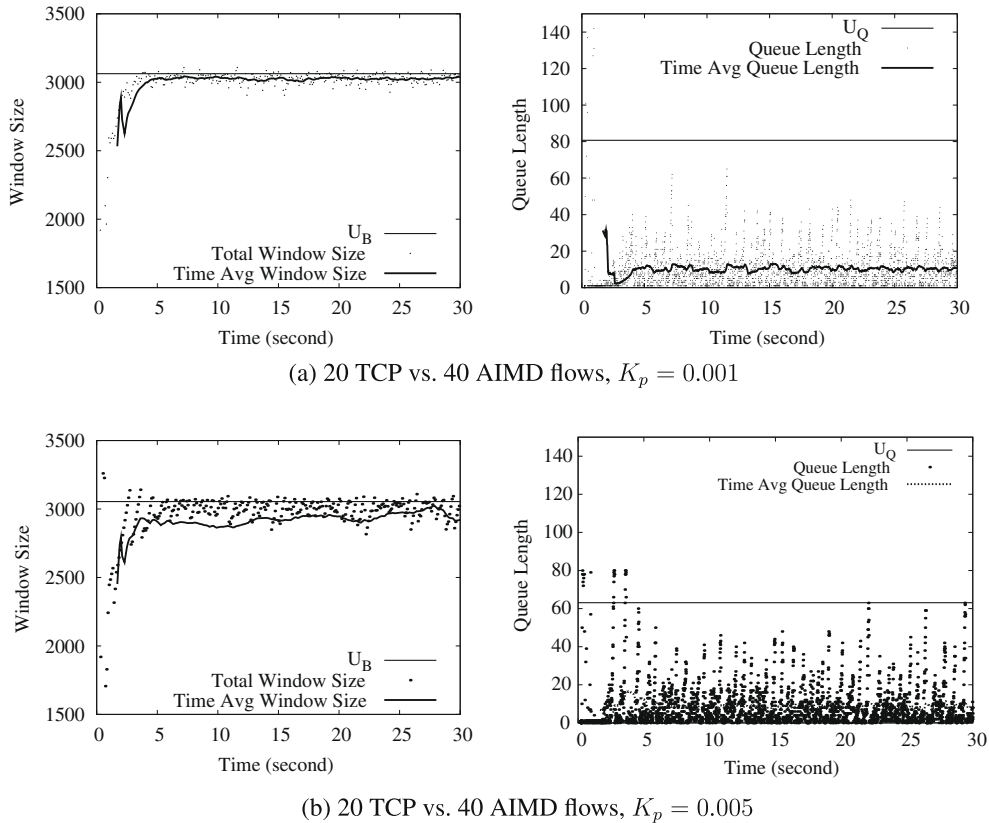 3500
3000
2500
2000
1500
Window Size
U_B
Total Window Size
Time Avg Window Size
0 5 10 15 20 25 30
Time (second)
140
120
100
80
60
40
20
0
Queue Length
U_Q
Queue Length
Time Avg Queue Length
0 5 10 15 20 25 30
Time (second)
(a) 20 TCP vs. 40 AIMD flows, K_p = 0.001
3500
3000
2500
2000
1500
Window Size
U_B
Total Window Size
Time Avg Window Size
0 5 10 15 20 25 30
Time (second)
140
120
100
80
60
40
20
0
Queue Length
U_Q
Queue Length
Time Avg Queue Length
0 5 10 15 20 25 30
Time (second)
(b) 20 TCP vs. 40 AIMD flows, K_p = 0.005